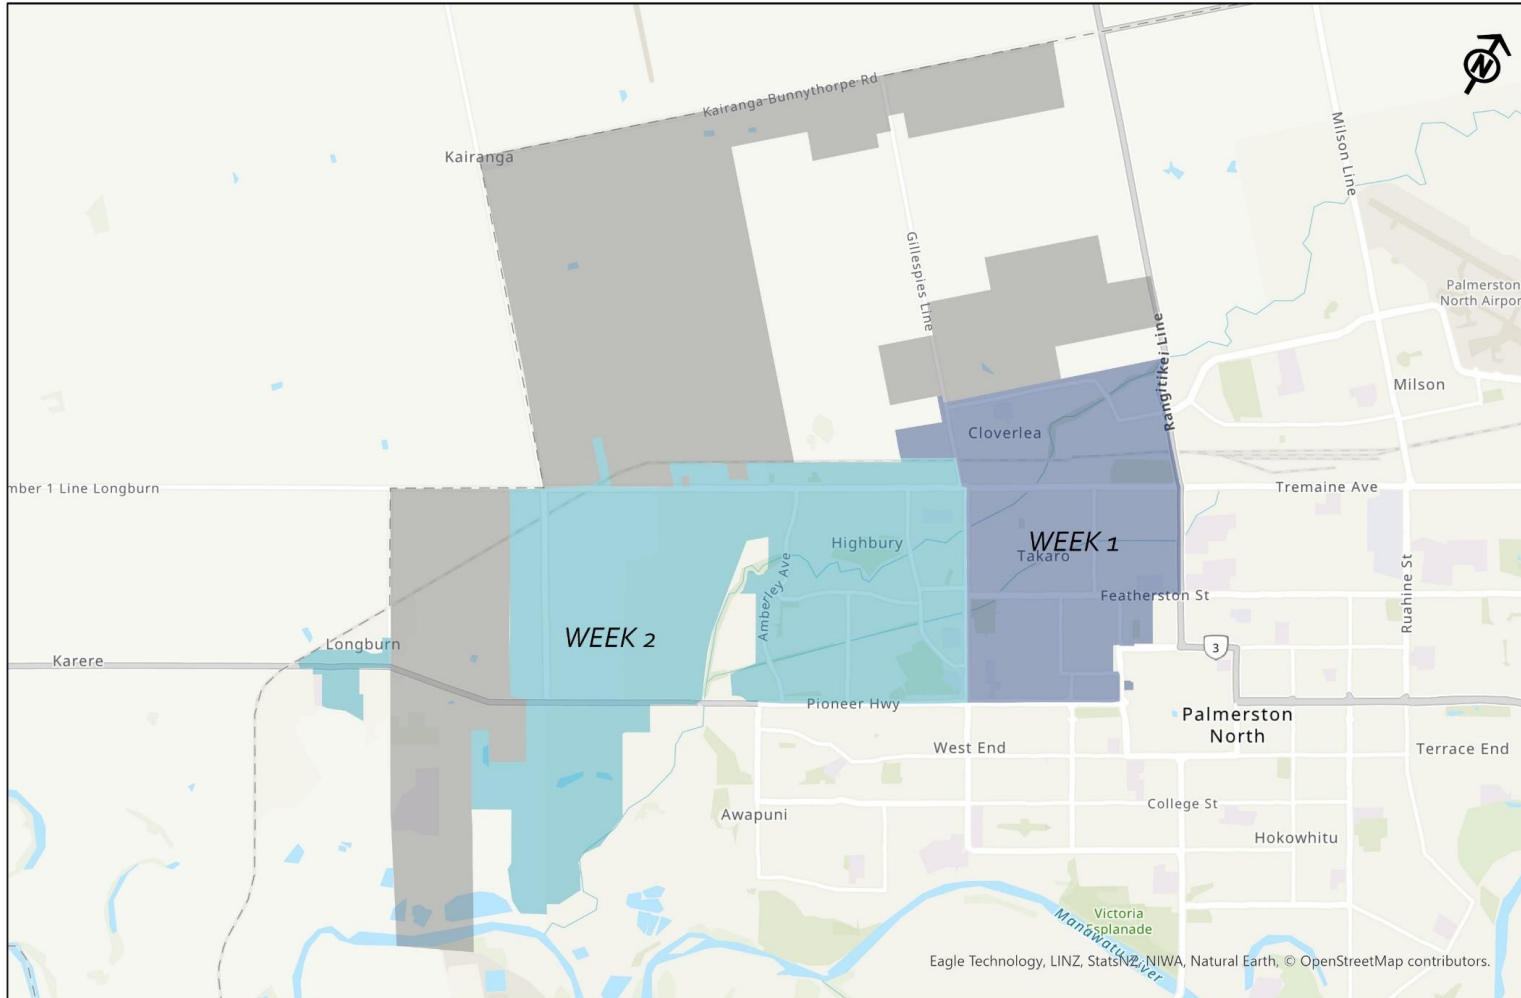 N
Kairanga-Bunnythorpe Rd
Kairanga
Milson Line
Gillespies Line
Palmerston
North Airpor
Rangitikei Line
Milson
Cloverlea
mber 1 Line Longburn
Tremaine Ave
Highbury
WEEK 1
Takaro
Amberley Ave
Featherston St
Ruahine St
WEEK 2
Longburn
Karere
3
Pioneer Hwy
Palmerston
North
West End
Terrace End
Awapuni
College St
Hokowhitu
Victoria
Esplanade
Manawatu River
Eagle Technology, LINZ, StatsNZ, NIWA, Natural Earth, © OpenStreetMap contributors.